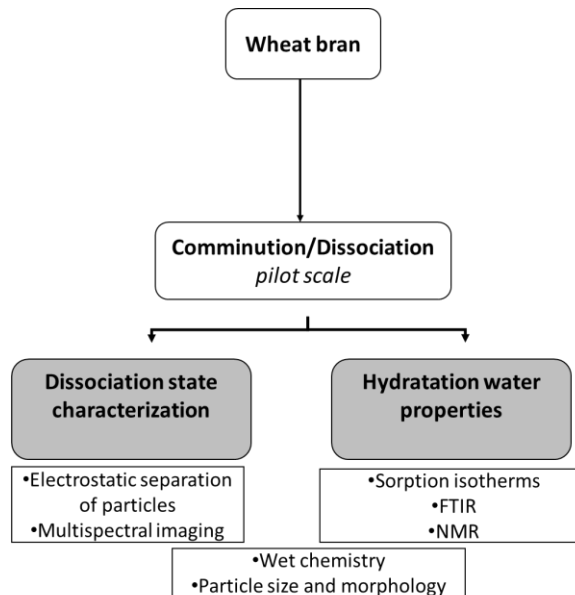 Wheat bran
Comminution/Dissociation
pilot scale
Dissociation state
characterization
Hydratation water
properties
•Electrostatic separation
of particles
•Multispectral imaging
•Sorption isotherms
•FTIR
•NMR
•Wet chemistry
•Particle size and morphology